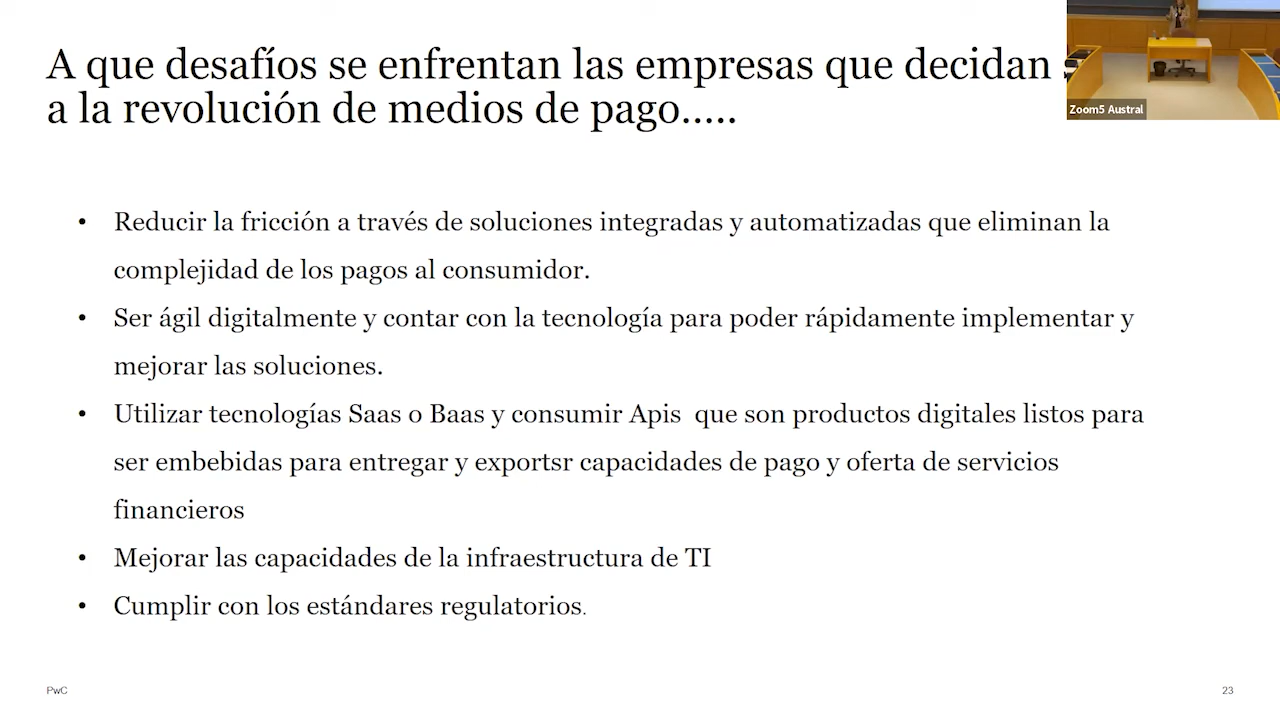 A que desafíos se enfrentan las empresas que decidan
a la revolución de medios de pago.....
Zoom5 Austral
• Reducir la fricción a través de soluciones integradas y automatizadas que eliminan la
complejidad de los pagos al consumidor.
• Ser ágil digitalmente y contar con la tecnología para poder rápidamente implementar y
mejorar las soluciones.
• Utilizar tecnologías Saas o Baas y consumir Apis que son productos digitales listos para
ser embebidas para entregar y exportsr capacidades de pago y oferta de servicios
financieros
• Mejorar las capacidades de la infraestructura de TI
• Cumplir con los estándares regulatorios.
PwC
23